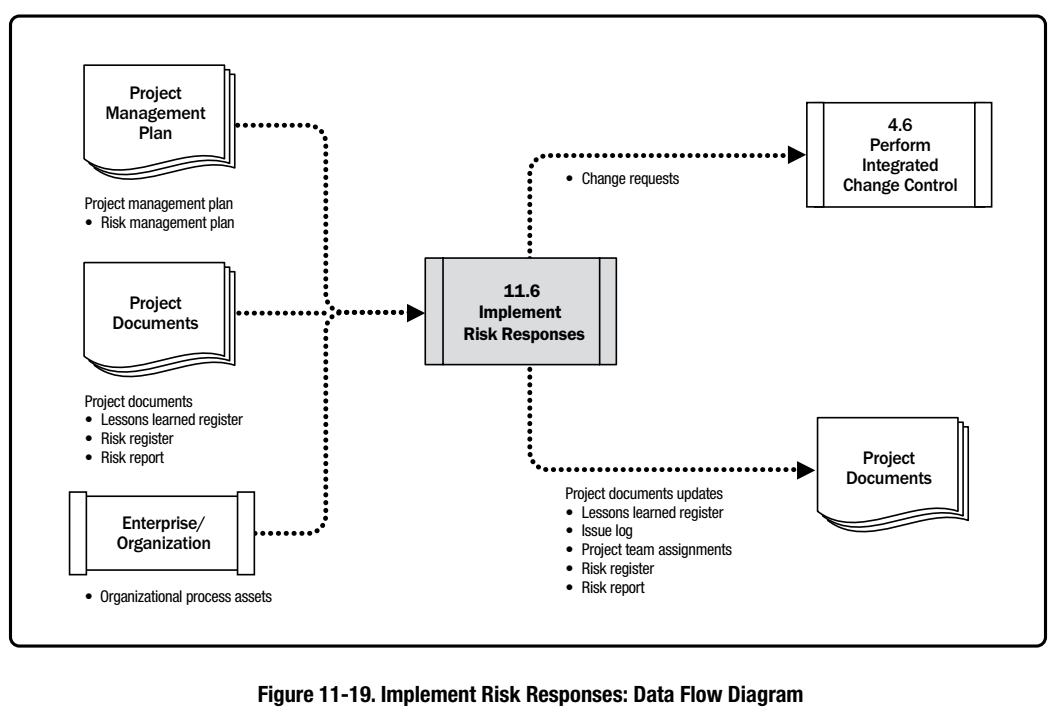 Project
Management
Plan
Project management plan
• Risk management plan
Project
Documents
Project documents
• Lessons learned register
• Risk register
• Risk report
Enterprise/
Organization
• Organizational process assets
11.6
Implement
Risk Responses
• Change requests
4.6
Perform
Integrated
Change Control
Project
Documents
Project documents updates
• Lessons learned register
• Issue log
• Project team assignments
• Risk register
• Risk report
Figure 11-19. Implement Risk Responses: Data Flow Diagram